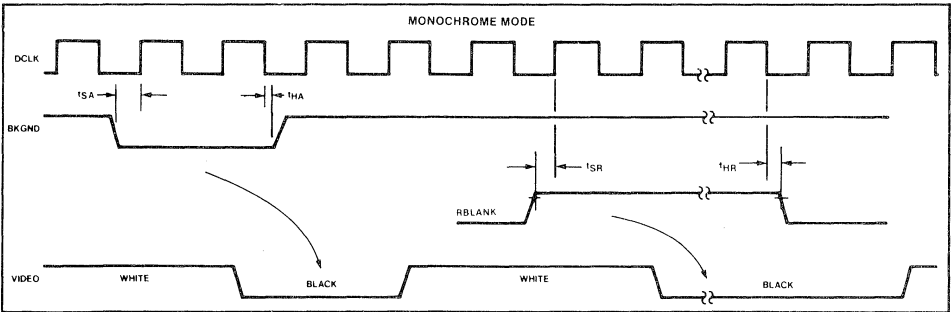 MONOCHROME MODE
DCLK
tSA
tHA
BKGND
tSR
tHR
RBLANK
VIDEO
WHITE
BLACK
WHITE
BLACK